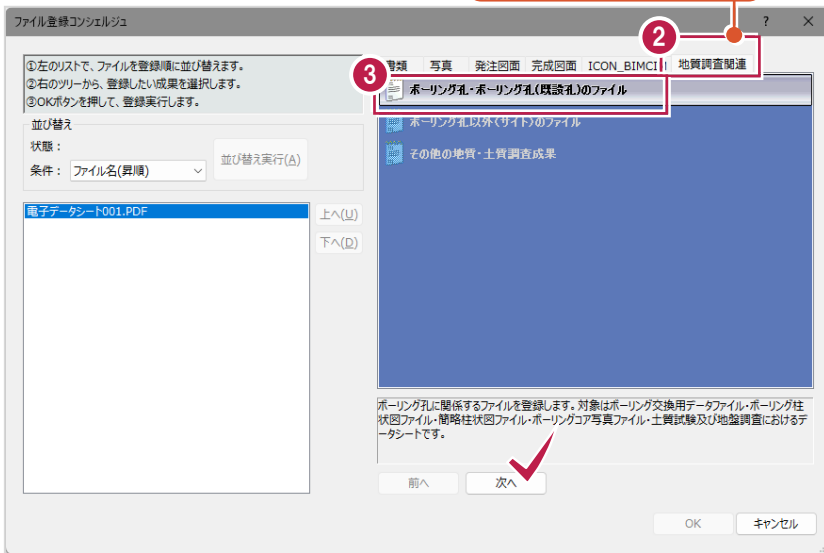 ファイル登録コンシェルジュ
?
①左のリストで、ファイルを登録順に並び替えます。
②右のツリーから、登録したい成果を選択します。
③OKボタンを押して、登録実行します。
並び替え
状態：
条件： ファイル名(昇順)
並び替え実行(A)
電子データシート001.PDF
上へ(U)
下へ(D)
2
写真 発注図面 完成図面 ICON_BIMCIM 地質調査関連
3
ボーリング孔・ボーリング孔(既設孔)のファイル
ボーリング孔以外(サイト)のファイル
その他の地質・土質調査成果
ボーリング孔に関係するファイルを登録します。対象はボーリング交換用データファイル・ボーリング柱
状図ファイル・簡略柱状図ファイル・ボーリングコア写真ファイル・土質試験及び地盤調査におけるデ
ータシートです。
前へ
次へ
OK
キャンセル